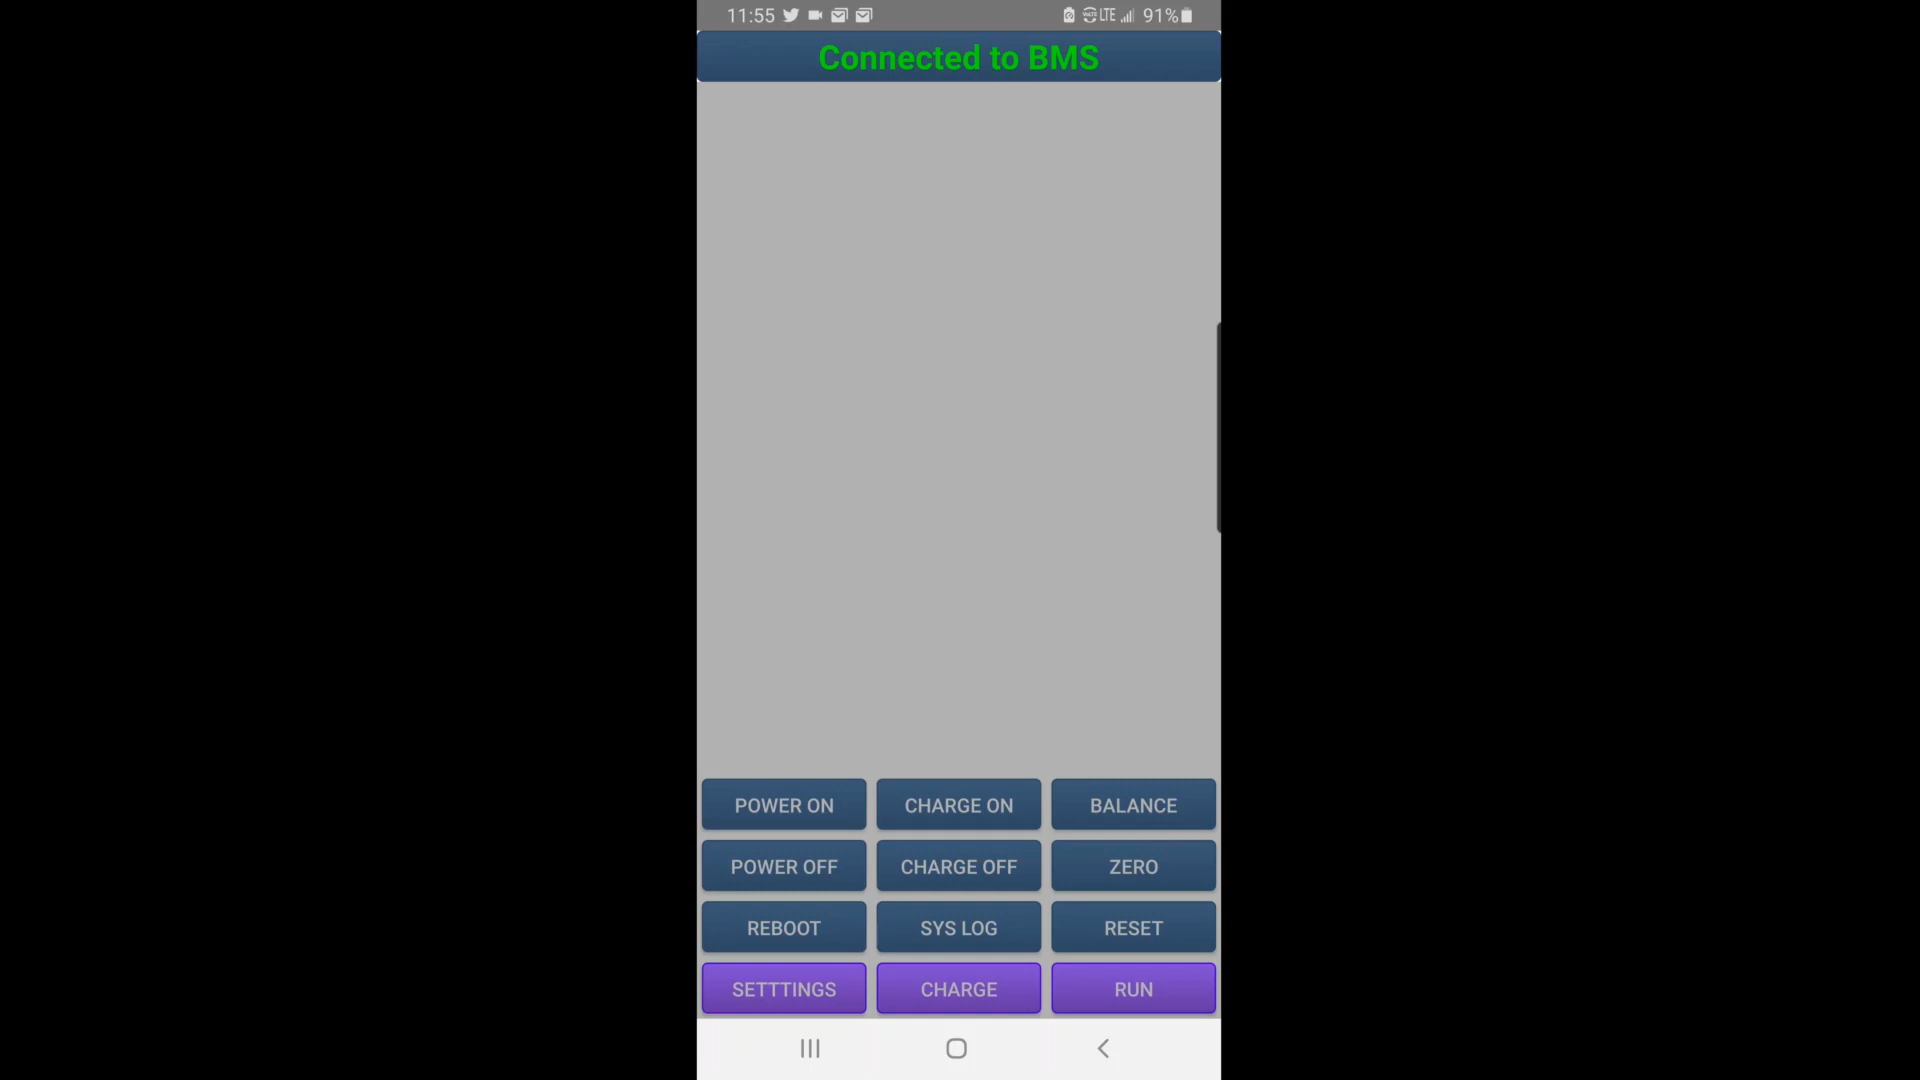 11:55 LTE 91%
Connected to BMS
POWER ON CHARGE ON BALANCE
POWER OFF CHARGE OFF ZERO
REBOOT SYS LOG RESET
SETTTINGS CHARGE RUN